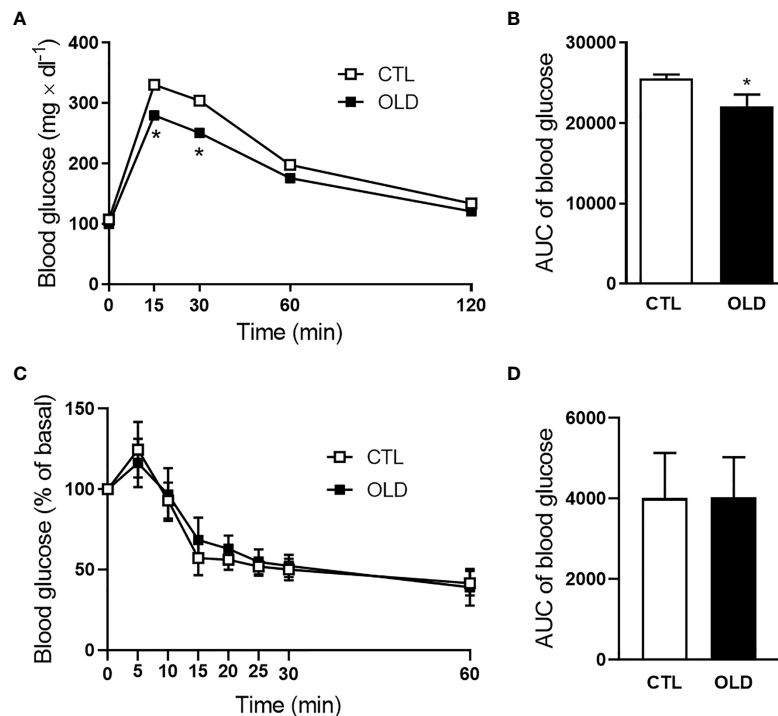 A
Blood glucose (mg × dl⁻¹)
400
300
200
100
0
CTL
OLD
*
*
0 15 30 60 120
Time (min)
B
AUC of blood glucose
30000
20000
10000
0
*
CTL OLD
C
Blood glucose (% of basal)
150
100
50
0
CTL
OLD
0 5 10 15 20 25 30 60
Time (min)
D
AUC of blood glucose
6000
4000
2000
0
CTL OLD